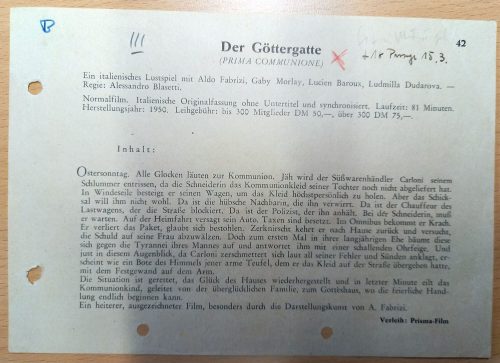 B
III
Der Göttergatte
(PRIMA COMMUNIONE)
42
+18 15.3.
Ein italienisches Lustspiel mit Aldo Fabrizi, Gaby Morlay, Lucien Baroux, Ludmilla Dudarova. —
Regie: Alessandro Blasetti.
Normalfilm. Italienische Originalfassung ohne Untertitel und synchronisiert. Laufzeit: 81 Minuten.
Herstellungsjahr: 1950. Leihgebühr: bis 300 Mitglieder DM 50,—, über 300 DM 75,—.
Inhalt:
Ostersonntag. Alle Glocken läuten zur Kommunion. Jäh wird der Süßwarenhändler Carloni seinem
Schlummer entrissen, da die Schneiderin das Kommunionkleid seiner Tochter noch nicht abgeliefert hat.
In Windeseile besteigt er seinen Wagen, um das Kleid höchstpersönlich zu holen. Aber das Schick-
sal will ihm nicht wohl. Da ist die hübsche Nachbarin, die ihn verwirrt. Da ist der Chauffeur des
Lastwagens, der die Straße blockiert. Da ist der Polizist, der ihn anhält. Bei der Schneiderin, muß
er warten. Auf der Heimfahrt versagt sein Auto. Taxen sind besetzt. Im Omnibus bekommt er Krach.
Er verliert das Paket, glaubt sich bestohlen. Zerknirscht kehrt er nach Hause zurück und versucht,
die Schuld auf seine Frau abzuwälzen. Doch zum ersten Mal in ihrer langjährigen Ehe bäumt diese
sich gegen die Tyrannei ihres Mannes auf und antwortet ihm mit einer schallenden Ohrfeige. Und
just in diesem Augenblick, da Carloni zerschmettert sich laut all seiner Fehler und Sünden anklagt, er-
scheint wie ein Bote des Himmels jener arme Teufel, dem er das Kleid auf der Straße übergeben hatte,
mit dem Festgewand auf dem Arm.
Die Situation ist gerettet, das Glück des Hauses wiederhergestellt und in letzter Minute eilt das
Kommunionkind, geleitet von der überglücklichen Familie, zum Gotteshaus, wo die feierliche Hand-
lung endlich beginnen kann.
Ein heiterer, ausgezeichneter Film, besonders durch die Darstellungskunst von A. Fabrizi.
Verleih: Prisma-Film